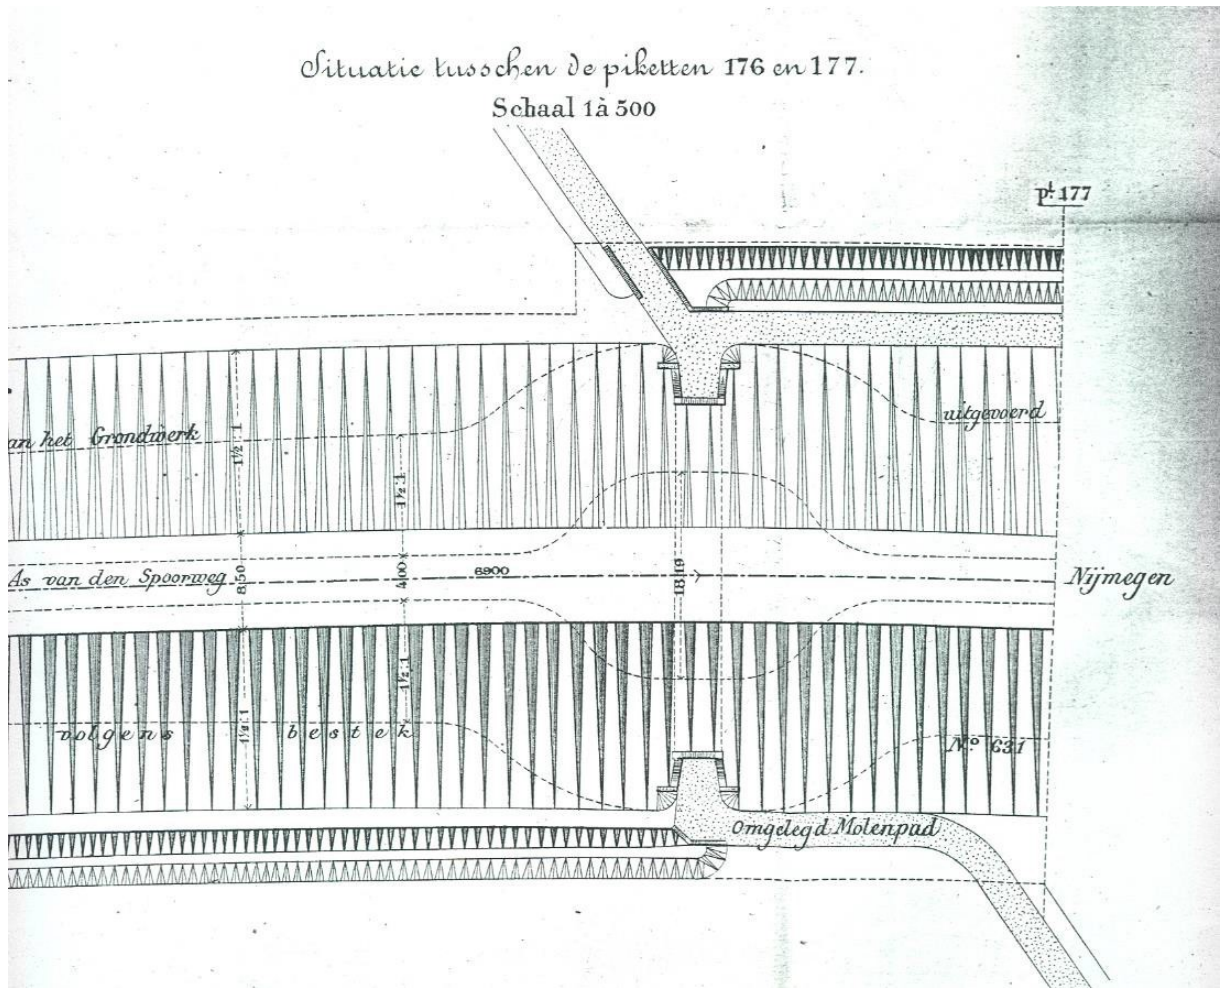 Situatie tusschen de piketten 176 en 177.
Schaal 1 à 500
pt. 177
an het Grondwerk
uitgevoerd
1½:1
1½:1
As van den Spoorweg
8,50
4,00
6900
18,19
Nijmegen
1½:1
1½:1
volgens bestek
No. 631
Omgelegd Molenpad